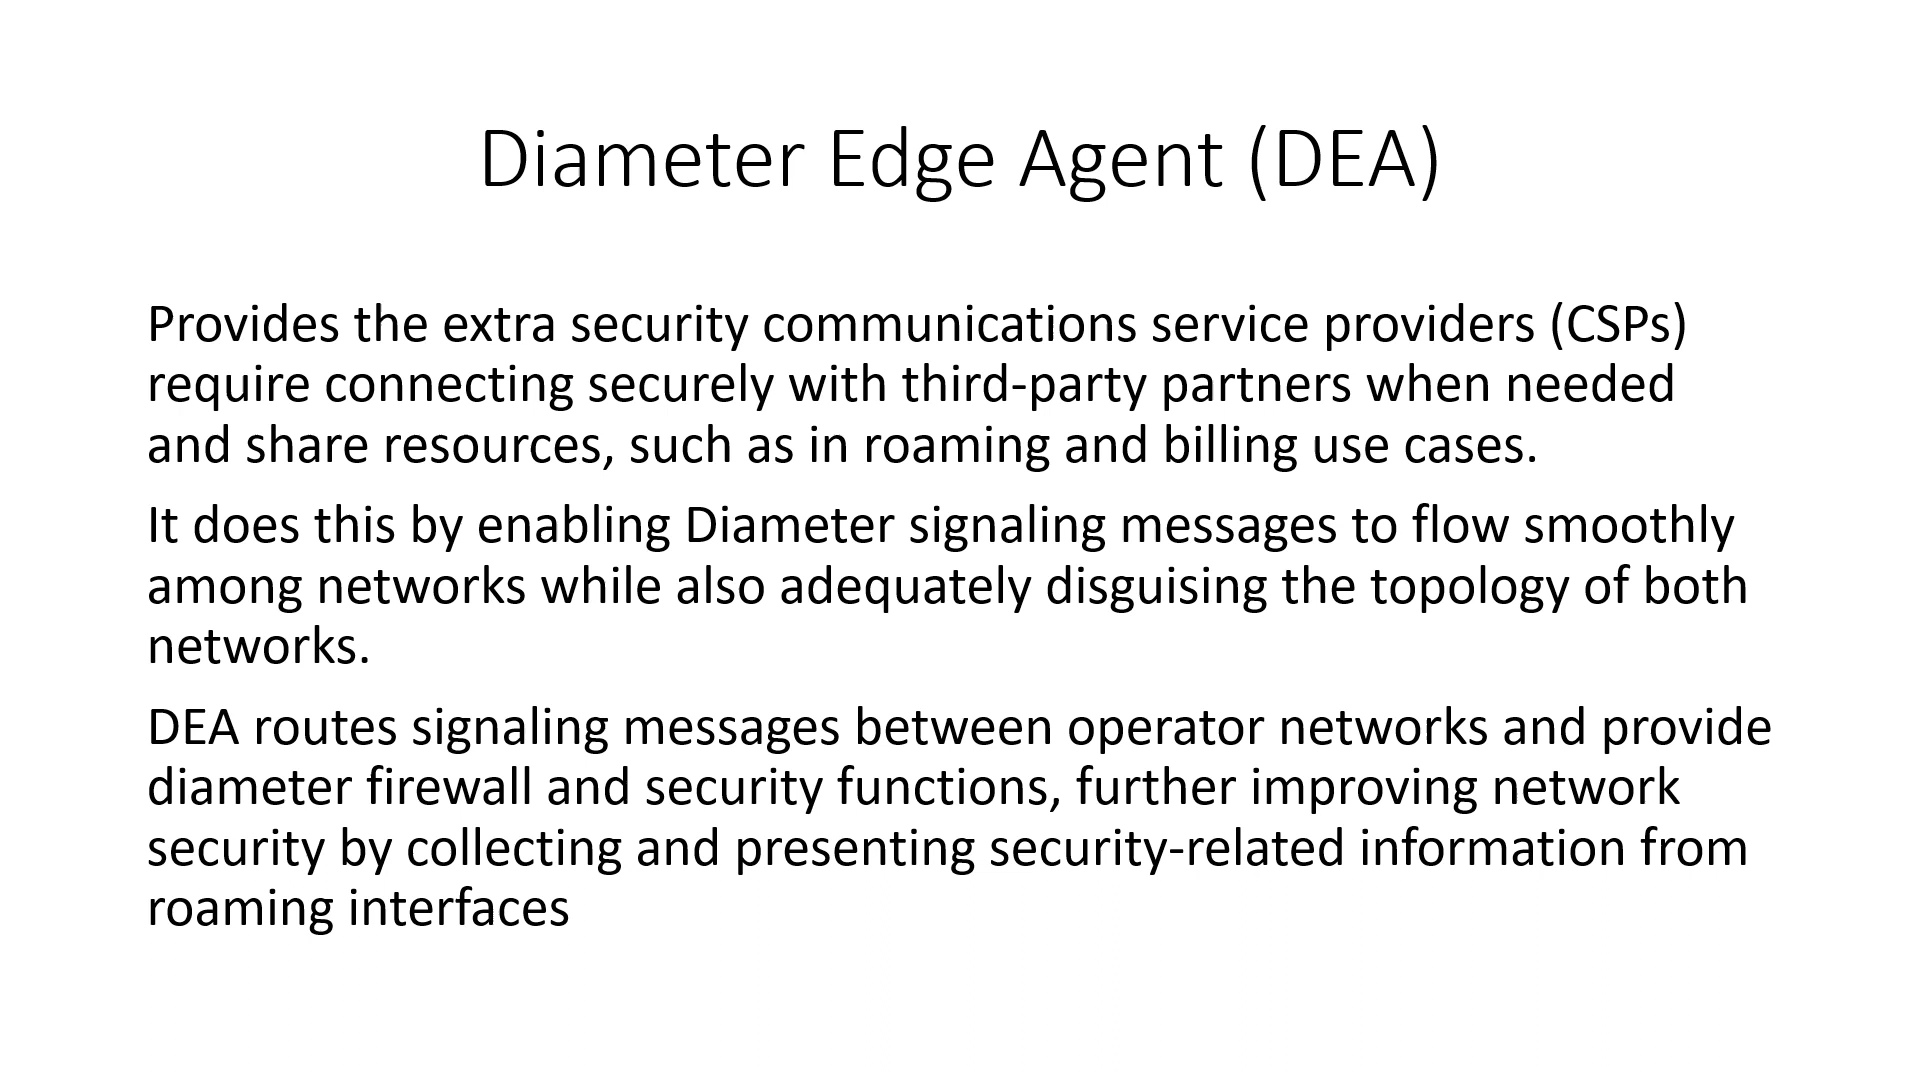 Diameter Edge Agent (DEA)
Provides the extra security communications service providers (CSPs)
require connecting securely with third-party partners when needed
and share resources, such as in roaming and billing use cases.
It does this by enabling Diameter signaling messages to flow smoothly
among networks while also adequately disguising the topology of both
networks.
DEA routes signaling messages between operator networks and provide
diameter firewall and security functions, further improving network
security by collecting and presenting security-related information from
roaming interfaces